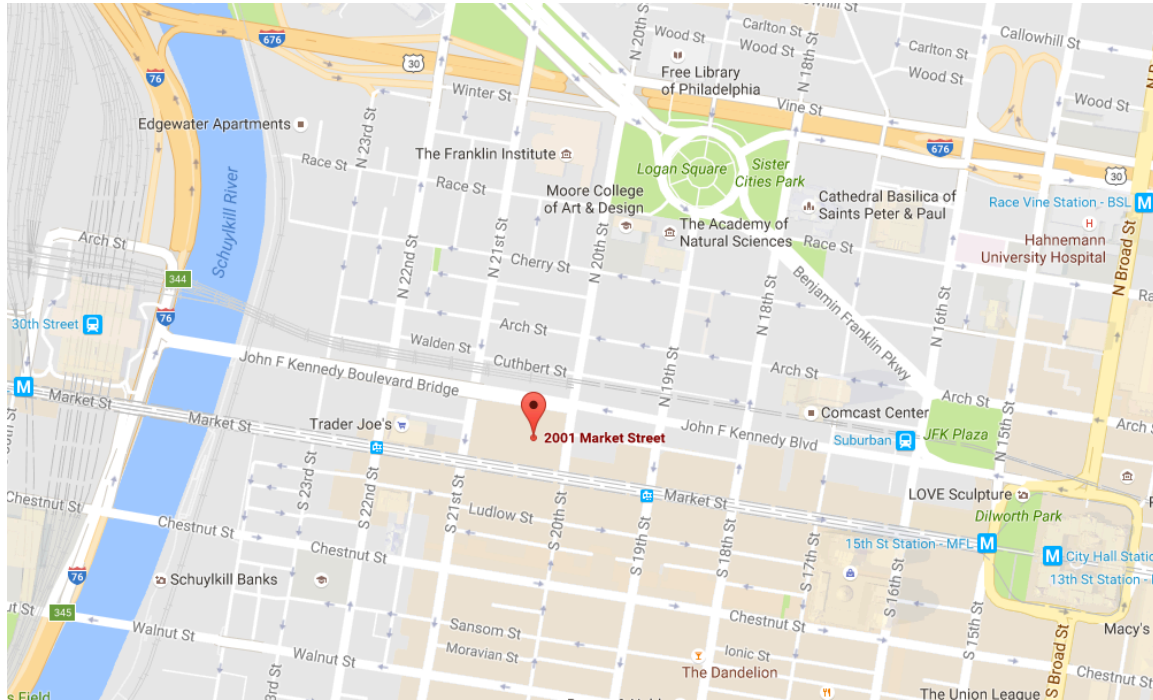 676
30
76
N 20th St
N 18th St
Wood St
Wood St
Carlton St
Wood St
Callowhill St
Carlton St
Wood St
Wood St
Free Library
of Philadelphia
Vine St
Winter St
Edgewater Apartments
N 23rd St
The Franklin Institute
Race St
Race St
Logan Square
Sister
Cities Park
676
30
Moore College
of Art & Design
The Academy of
Natural Sciences
Cathedral Basilica of
Saints Peter & Paul
Race Vine Station - BSL
M
H
Hahnemann
University Hospital
Race St
N Broad St
Schuylkill River
Arch St
344
N 22nd St
N 21st St
N 20th St
Cherry St
N 18th St
Benjamin Franklin Pkwy
N 16th St
30th Street
76
Arch St
Walden St
Cuthbert St
N 19th St
Arch St
Arch St
Arch St
M
John F Kennedy Boulevard Bridge
Market St
Market St
Trader Joe's
2001 Market Street
John F Kennedy Blvd
Comcast Center
Suburban
JFK Plaza
N 15th St
Market St
LOVE Sculpture
Dilworth Park
Chestnut St
S 23rd St
S 22nd St
S 21st St
S 20th St
S 19th St
S 18th St
S 17th St
S 16th St
Ludlow St
Chestnut St
Chestnut St
15th St Station - MFL
M
M
City Hall
13th St Station
76
Schuylkill Banks
345
Walnut St
Walnut St
Sansom St
Moravian St
Chestnut St
Ionic St
The Dandelion
S 15th St
S Broad St
Macy's
Chestnut St
The Union League
Field